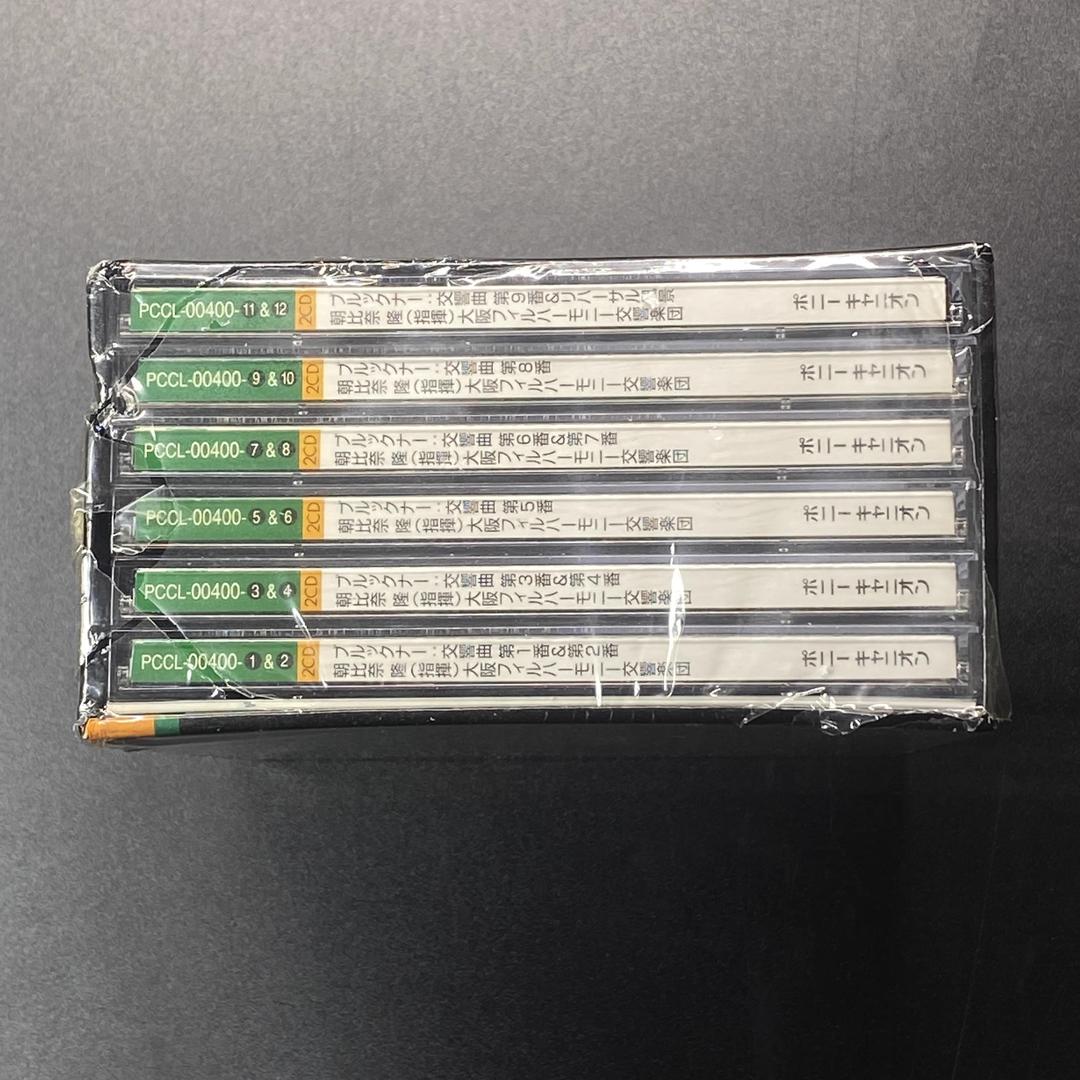 PCCL-00400-⓫&⓬
2CD
ブルックナー:交響曲 第9番&リハーサル風景
朝比奈 隆(指揮)大阪フィルハーモニー交響楽団
ポニーキャニオン
PCCL-00400-❾&❿
2CD
ブルックナー:交響曲 第8番
朝比奈 隆(指揮)大阪フィルハーモニー交響楽団
ポニーキャニオン
PCCL-00400-❼&❽
2CD
ブルックナー:交響曲 第6番&第7番
朝比奈 隆(指揮)大阪フィルハーモニー交響楽団
ポニーキャニオン
PCCL-00400-❺&❻
2CD
ブルックナー:交響曲 第5番
朝比奈 隆(指揮)大阪フィルハーモニー交響楽団
ポニーキャニオン
PCCL-00400-❸&❹
2CD
ブルックナー:交響曲 第3番&第4番
朝比奈 隆(指揮)大阪フィルハーモニー交響楽団
ポニーキャニオン
PCCL-00400-❶&❷
2CD
ブルックナー:交響曲 第1番&第2番
朝比奈 隆(指揮)大阪フィルハーモニー交響楽団
ポニーキャニオン